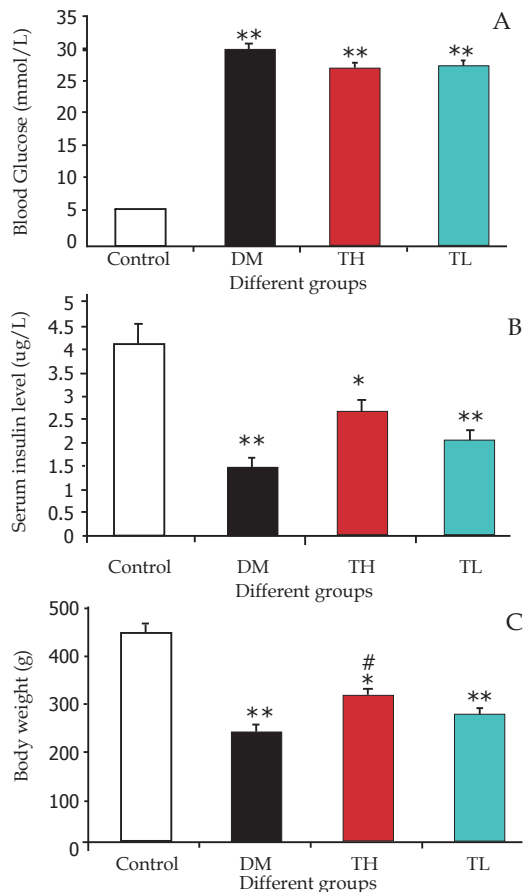 A
Blood Glucose (mmol/L)
35
30
25
20
15
10
5
0
**
**
**
Control DM TH TL
Different groups
B
Serum insulin level (ug/L)
5
4.5
4
3.5
3
2.5
2
1.5
1
0.5
0
**
*
**
Control DM TH TL
Different groups
C
Body weight (g)
500
400
300
200
100
0
**
#
*
**
Control DM TH TL
Different groups